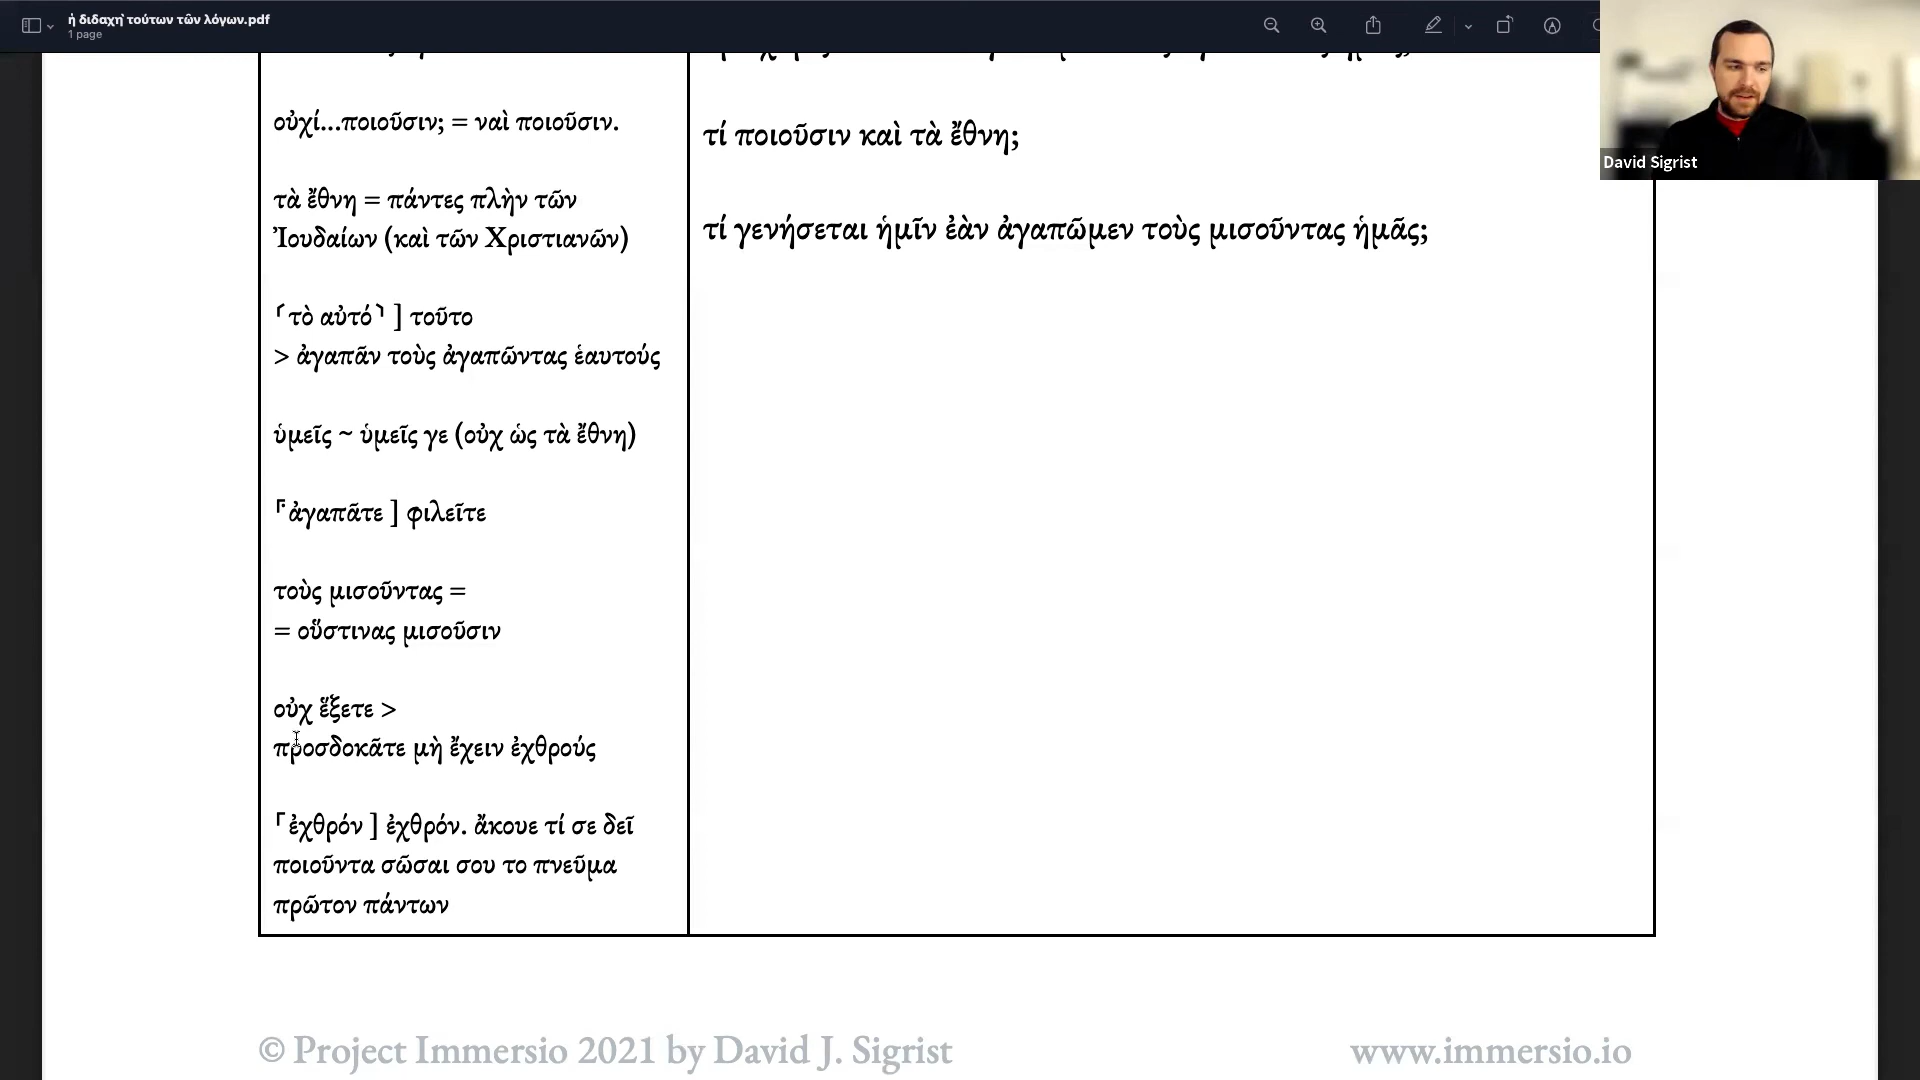 ἡ διδαχὴ τούτων τῶν λόγων.pdf
1 page
David Sigrist
οὐχί...ποιοῦσιν; = ναὶ ποιοῦσιν.
τὰ ἔθνη = πάντες πλὴν τῶν
Ἰουδαίων (καὶ τῶν Χριστιανῶν)
⸂τὸ αὐτό⸃ ] τοῦτο
> ἀγαπᾶν τοὺς ἀγαπῶντας ἑαυτούς
ὑμεῖς ~ ὑμεῖς γε (οὐχ ὡς τὰ ἔθνη)
⸁ἀγαπᾶτε ] φιλεῖτε
τοὺς μισοῦντας =
= οὕστινας μισοῦσιν
οὐχ ἕξετε >
προσδοκᾶτε μὴ ἔχειν ἐχθρούς
⸀ἐχθρόν ] ἐχθρόν. ἄκουε τί σε δεῖ
ποιοῦντα σῶσαι σου το πνεῦμα
πρῶτον πάντων
τί ποιοῦσιν καὶ τὰ ἔθνη;
τί γενήσεται ἡμῖν ἐὰν ἀγαπῶμεν τοὺς μισοῦντας ἡμᾶς;
© Project Immersio 2021 by David J. Sigrist
www.immersio.io